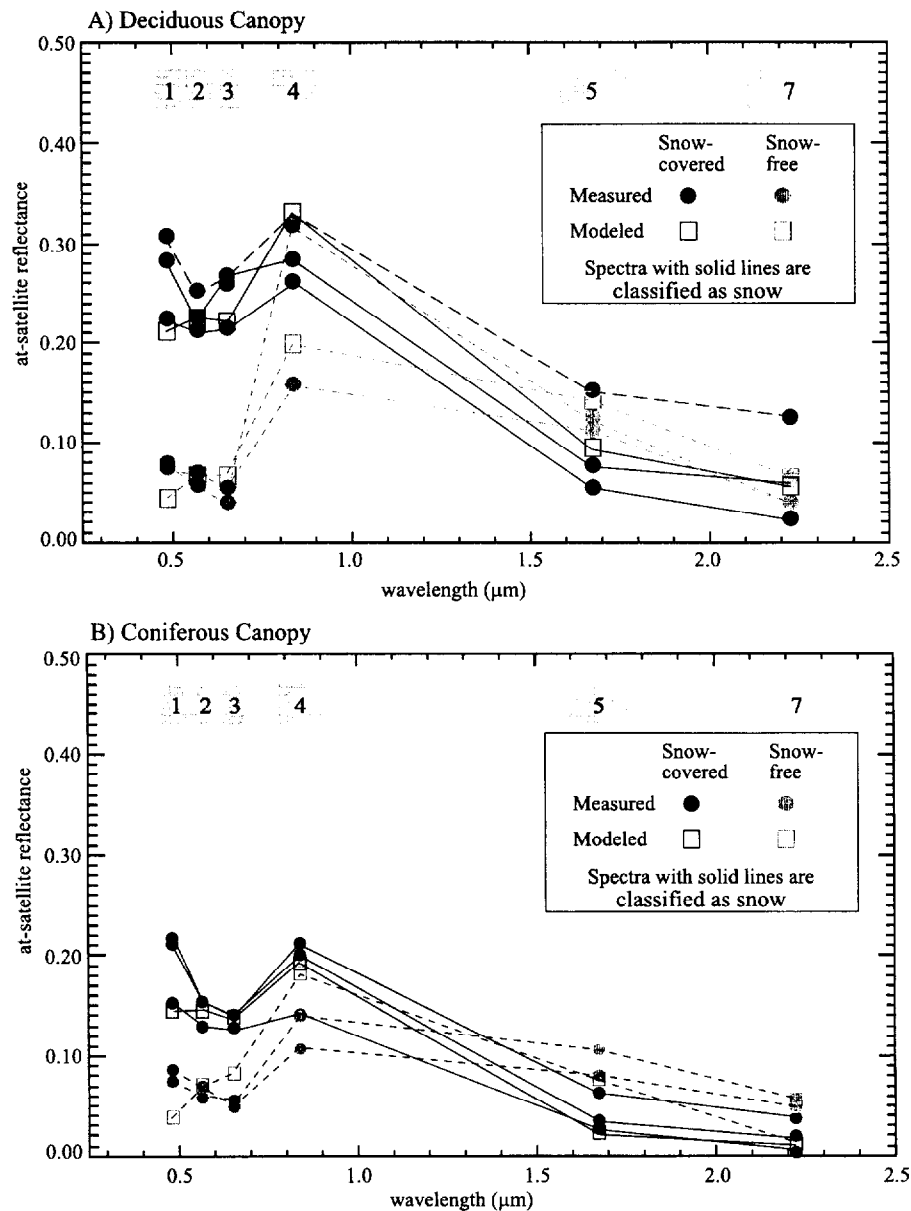 A) Deciduous Canopy
0.50
0.40
0.30
0.20
0.10
0.00
at-satellite reflectance
1 2 3 4 5 7
Snow-covered
Snow-free
Measured
Modeled
Spectra with solid lines are
classified as snow
0.5 1.0 1.5 2.0 2.5
wavelength (μm)
B) Coniferous Canopy
0.50
0.40
0.30
0.20
0.10
0.00
at-satellite reflectance
1 2 3 4 5 7
Snow-covered
Snow-free
Measured
Modeled
Spectra with solid lines are
classified as snow
0.5 1.0 1.5 2.0 2.5
wavelength (μm)